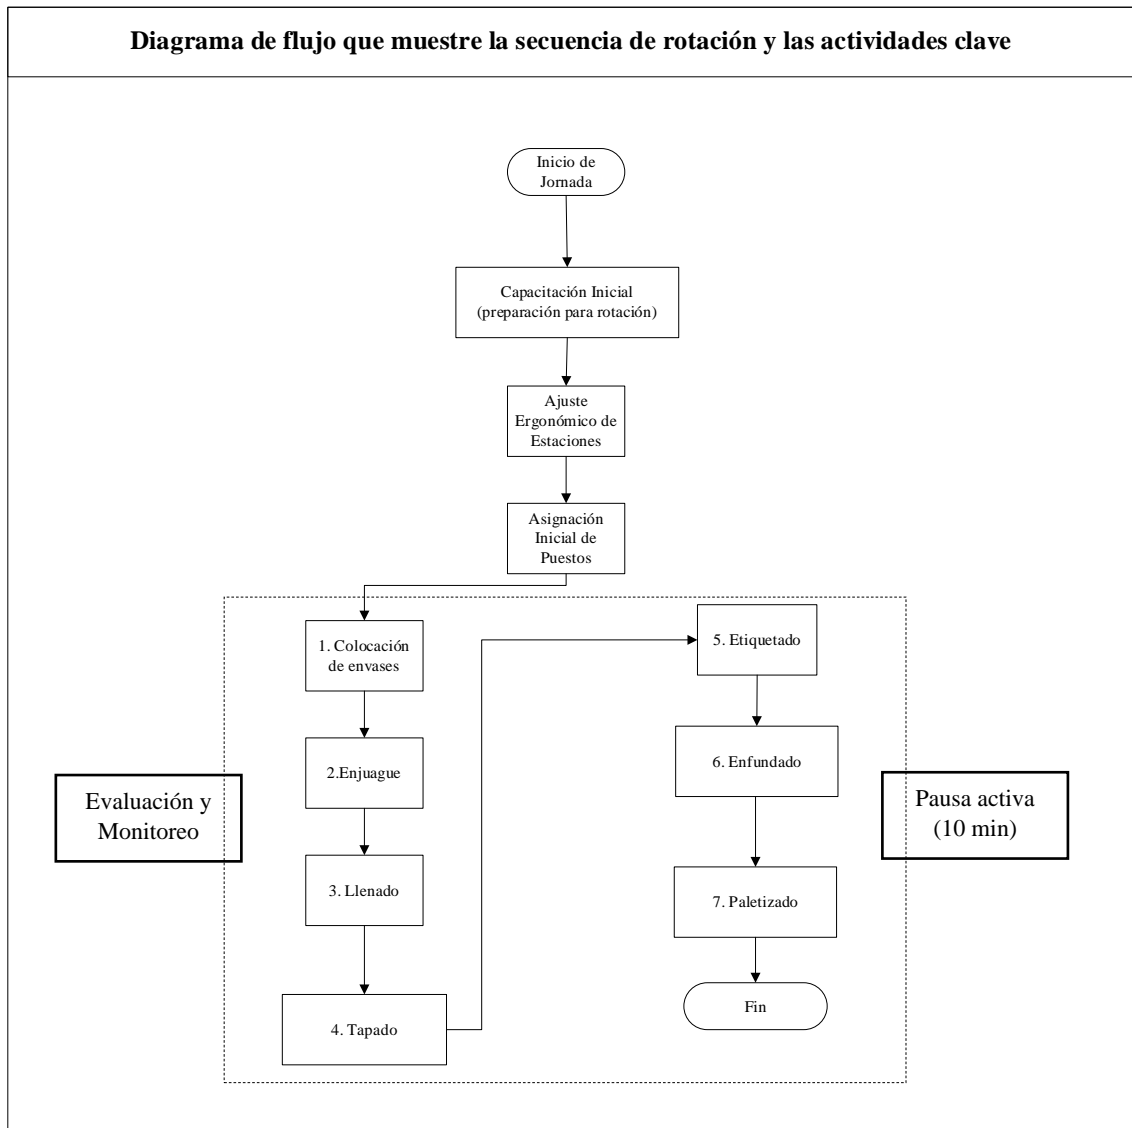 Diagrama de flujo que muestre la secuencia de rotación y las actividades clave
Inicio de
Jornada
Capacitación Inicial
(preparación para rotación)
Ajuste
Ergonómico de
Estaciones
Asignación
Inicial de
Puestos
1. Colocación
de envases
2.Enjuague
3. Llenado
4. Tapado
5. Etiquetado
6. Enfundado
7. Paletizado
Fin
Evaluación y
Monitoreo
Pausa activa
(10 min)